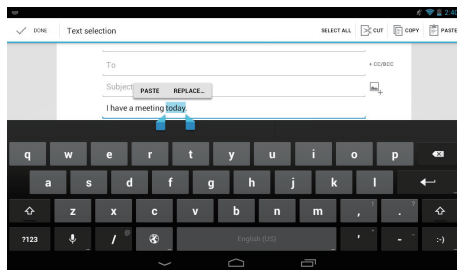 2:40
DONE Text selection SELECT ALL CUT COPY PASTE
To + CC/BCC
Subject
PASTE REPLACE...
I have a meeting today.
q w e r t y u i o p
a s d f g h j k l
z x c v b n m , ! . ?
?123 / @ English (US) ' " - _ :-)